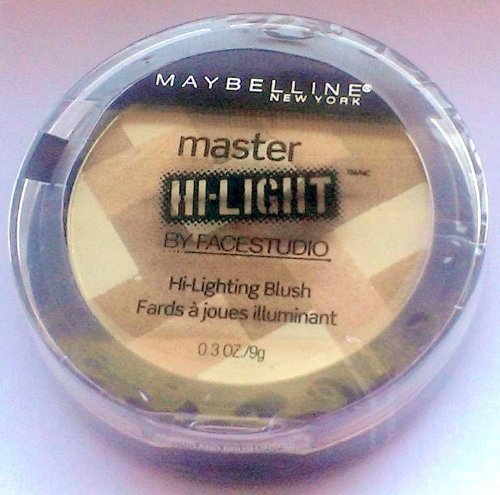 MAYBELLINE®
NEW YORK
master
HI-LIGHT
BY FACESTUDIO
Hi-Lighting Blush
Fards à joues illuminant
0.3 OZ./9g